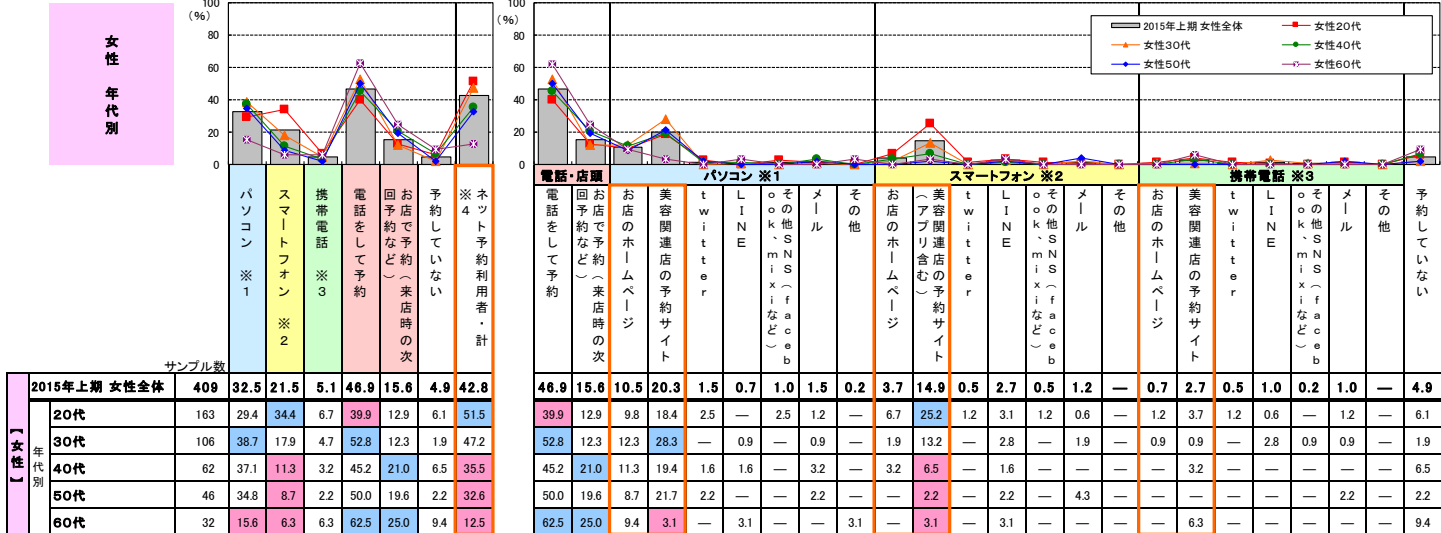 女性 年代別
（%）
100
80
60
40
20
0
（%）
100
80
60
40
20
0
2015年上期 女性全体
女性20代
女性30代
女性40代
女性50代
女性60代
電話・店頭
パソコン ※1
スマートフォン ※2
携帯電話 ※3
パソコン ※1
スマートフォン ※2
携帯電話 ※3
電話をして予約
お店で予約（来店時の次回予約など）
予約していない
ネット予約利用者・計 ※4
電話をして予約
お店で予約（来店時の次回予約など）
お店のホームページ
美容関連店の予約サイト
twitter
LINE
その他SNS（facebook、mixiなど）
メール
その他
お店のホームページ
美容関連店の予約サイト（アプリ含む）
twitter
LINE
その他SNS（facebook、mixiなど）
メール
その他
お店のホームページ
美容関連店の予約サイト
twitter
LINE
その他SNS（facebook、mixiなど）
メール
その他
予約していない
サンプル数
【女性】
年代別
2015年上期 女性全体 409 32.5 21.5 5.1 46.9 15.6 4.9 42.8 46.9 15.6 10.5 20.3 1.5 0.7 1.0 1.5 0.2 3.7 14.9 0.5 2.7 0.5 1.2 — 0.7 2.7 0.5 1.0 0.2 1.0 — 4.9
20代 163 29.4 34.4 6.7 39.9 12.9 6.1 51.5 39.9 12.9 9.8 18.4 2.5 — 2.5 1.2 — 6.7 25.2 1.2 3.1 1.2 0.6 — 1.2 3.7 1.2 0.6 — 1.2 — 6.1
30代 106 38.7 17.9 4.7 52.8 12.3 1.9 47.2 52.8 12.3 12.3 28.3 — 0.9 — 0.9 — 1.9 13.2 — 2.8 — 1.9 — 0.9 0.9 — 2.8 0.9 0.9 — 1.9
40代 62 37.1 11.3 3.2 45.2 21.0 6.5 35.5 45.2 21.0 11.3 19.4 1.6 1.6 — 3.2 — 3.2 6.5 — 1.6 — — — — 3.2 — — — — — 6.5
50代 46 34.8 8.7 2.2 50.0 19.6 2.2 32.6 50.0 19.6 8.7 21.7 2.2 — — 2.2 — — 2.2 — 2.2 — 4.3 — — — — — — 2.2 — 2.2
60代 32 15.6 6.3 6.3 62.5 25.0 9.4 12.5 62.5 25.0 9.4 3.1 — 3.1 — — 3.1 — 3.1 — 3.1 — — — — 6.3 — — — — — 9.4